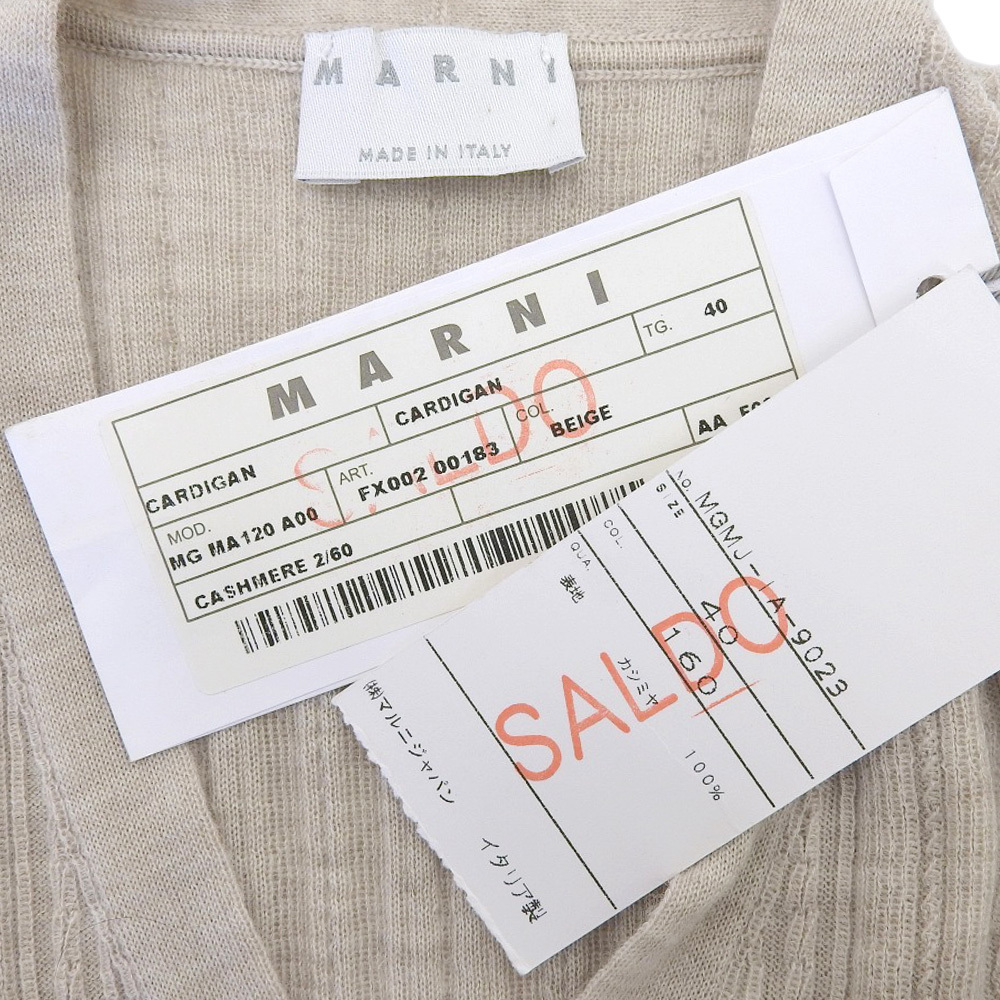 MARNI
MADE IN ITALY
MARNI
CARDIGAN
CARDIGAN
TG. 40
MOD.
MG MA120 A00
ART.
FX002 00183
COL.
BEIGE
AA
CASHMERE 2/60
SALDO
NO. MGMJ-IA-9023
SIZE 40
COL. 160
QUA.
表地 カシミヤ 100%
SALDO
(株)マルニジャパン
イタリア製